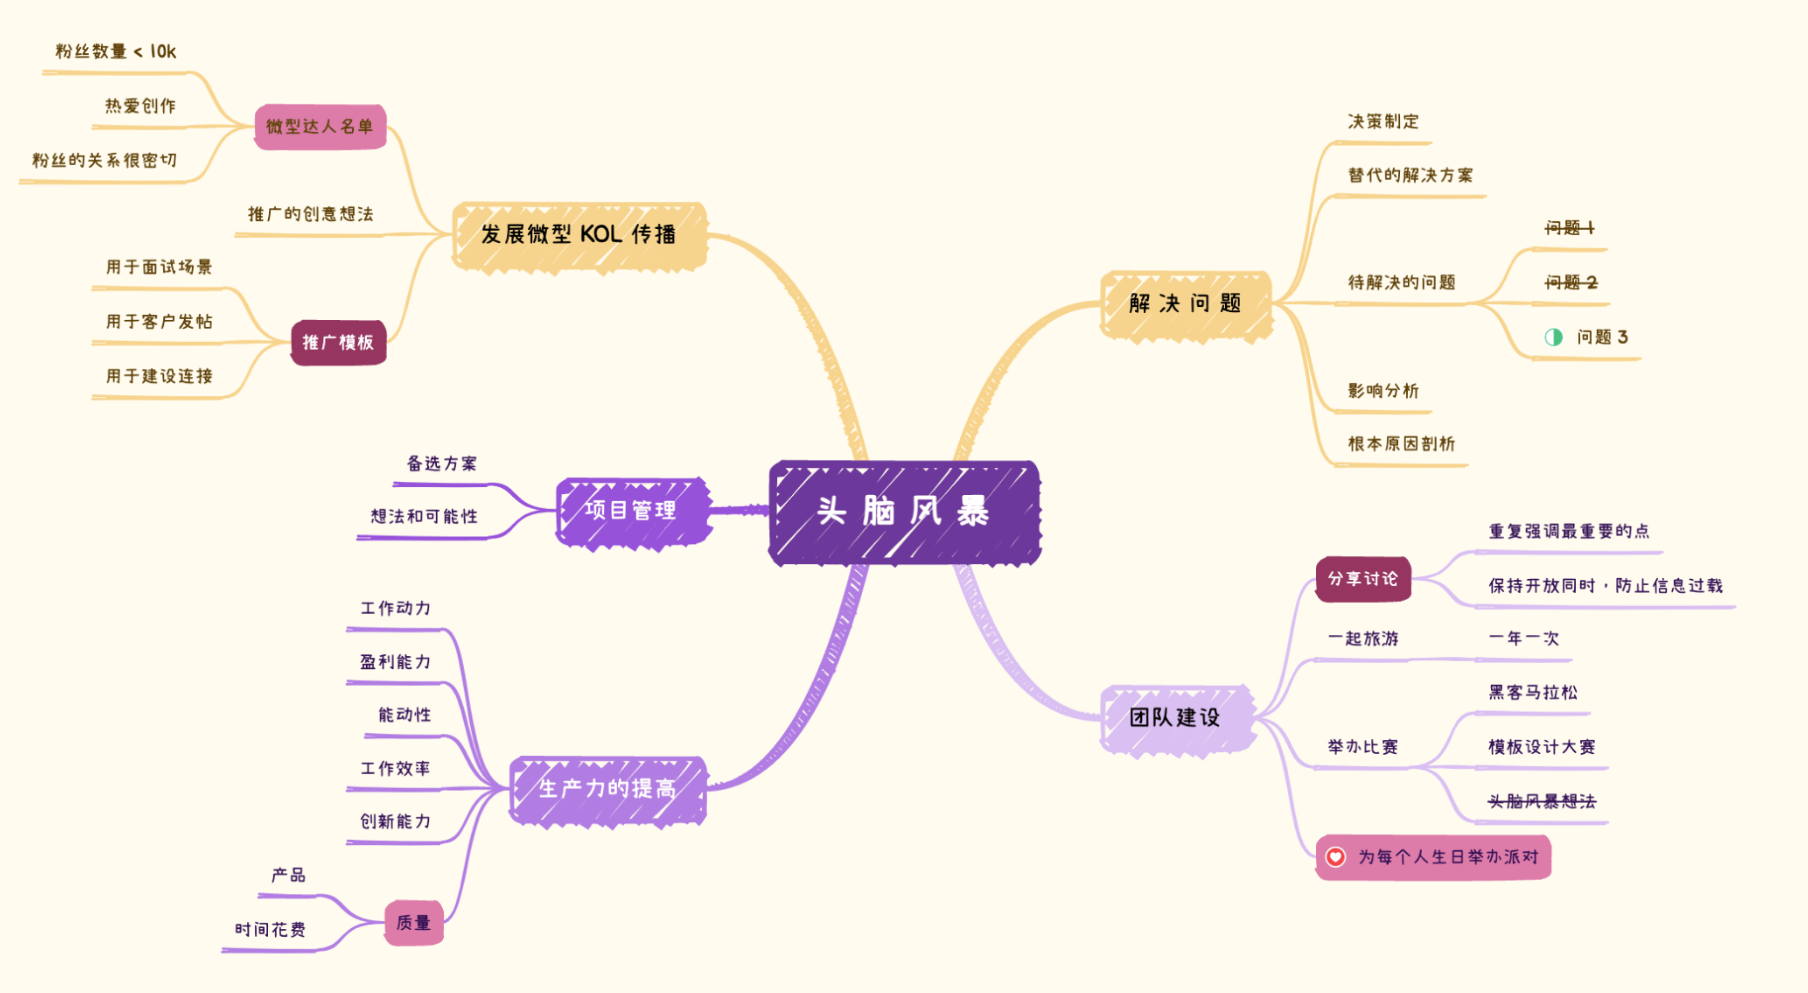 头脑风暴
解决问题
决策制定
替代的解决方案
待解决的问题
问题 1
问题 2
问题 3
影响分析
根本原因剖析
团队建设
分享讨论
重复强调最重要的点
保持开放同时，防止信息过载
一起旅游
一年一次
举办比赛
黑客马拉松
模板设计大赛
头脑风暴想法
为每个人生日举办派对
发展微型 KOL 传播
微型达人名单
粉丝数量 < 10k
热爱创作
粉丝的关系很密切
推广的创意想法
推广模板
用于面试场景
用于客户发帖
用于建设连接
项目管理
备选方案
想法和可能性
生产力的提高
工作动力
盈利能力
能动性
工作效率
创新能力
质量
产品
时间花费